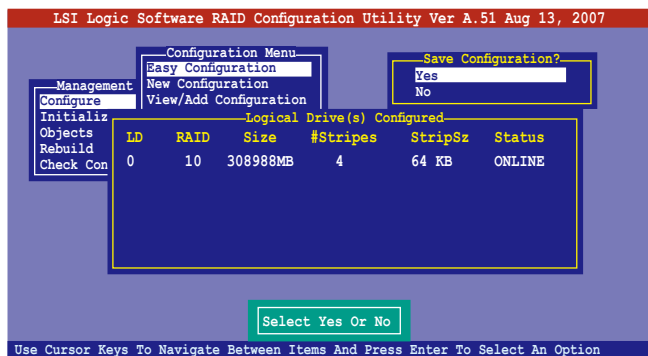 LSI Logic Software RAID Configuration Utility Ver A.51 Aug 13, 2007
Configuration Menu
Easy Configuration
New Configuration
View/Add Configuration
Save Configuration?
Yes
No
Management
Configure
Initializ
Objects
Rebuild
Check Con
Logical Drive(s) Configured
LD RAID Size #Stripes StripSz Status
0 10 308988MB 4 64 KB ONLINE
Select Yes Or No
Use Cursor Keys To Navigate Between Items And Press Enter To Select An Option